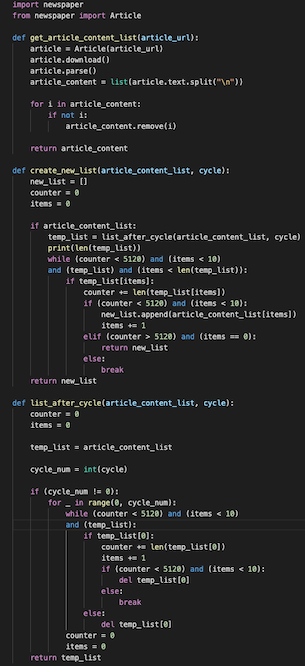 import newspaper
from newspaper import Article
def get_article_content_list(article_url):
article = Article(article_url)
article.download()
article.parse()
article_content = list(article.text.split("\n"))
for i in article_content:
if not i:
article_content.remove(i)
return article_content
def create_new_list(article_content_list, cycle):
new_list = []
counter = 0
items = 0
if article_content_list:
temp_list = list_after_cycle(article_content_list, cycle)
print(len(temp_list))
while (counter < 5120) and (items < 10)
and (temp_list) and (items < len(temp_list)):
if temp_list[items]:
counter += len(temp_list[items])
if (counter < 5120) and (items < 10):
new_list.append(article_content_list[items])
items += 1
elif (counter > 5120) and (items == 0):
return new_list
else:
break
return new_list
def list_after_cycle(article_content_list, cycle):
counter = 0
items = 0
temp_list = article_content_list
cycle_num = int(cycle)
if (cycle_num != 0):
for _ in range(0, cycle_num):
while (counter < 5120) and (items < 10)
and (temp_list):
if temp_list[0]:
counter += len(temp_list[0])
items += 1
if (counter < 5120) and (items < 10):
del temp_list[0]
else:
break
else:
del temp_list[0]
counter = 0
items = 0
return temp_list